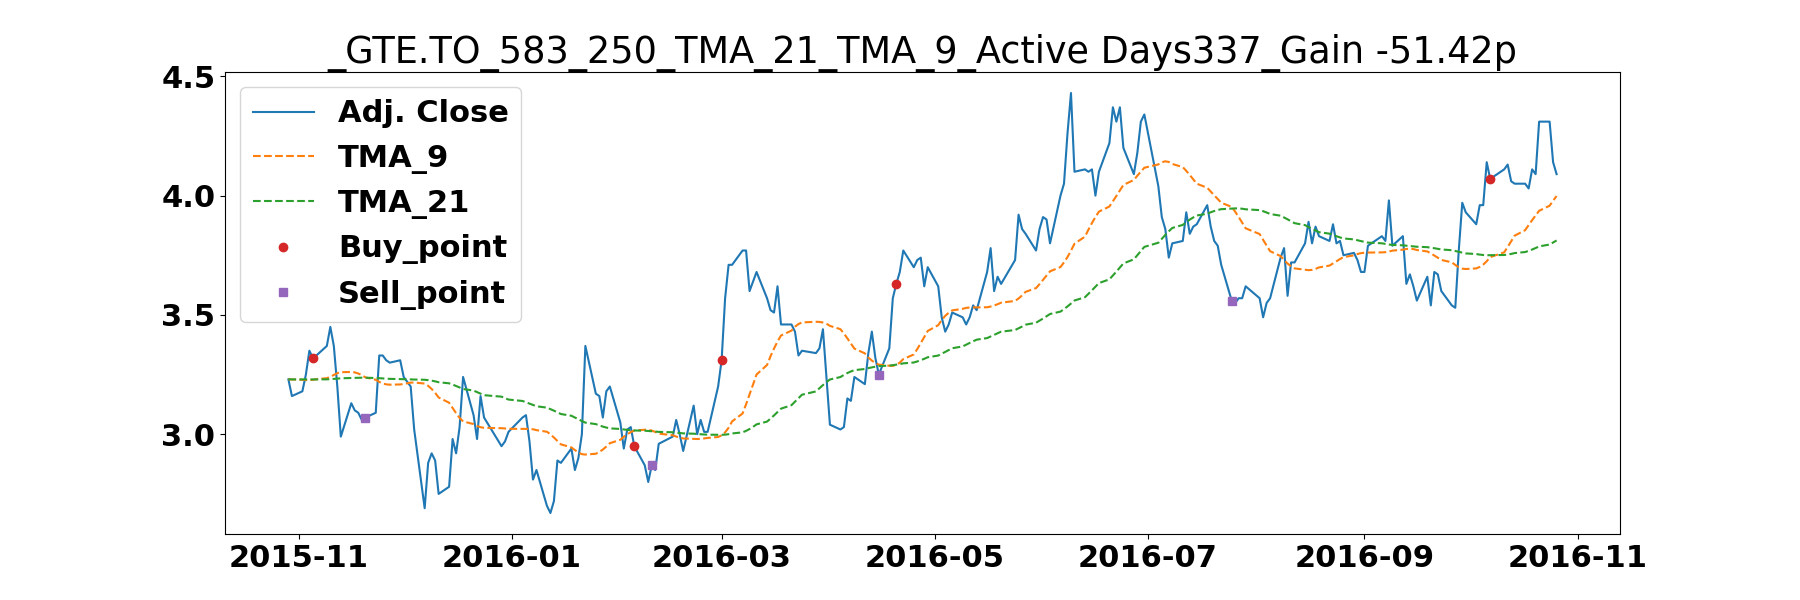 _GTE.TO_583_250_TMA_21_TMA_9_Active Days337_Gain -51.42p
4.5
4.0
3.5
3.0
Adj. Close
TMA_9
TMA_21
Buy_point
Sell_point
2015-11 2016-01 2016-03 2016-05 2016-07 2016-09 2016-11